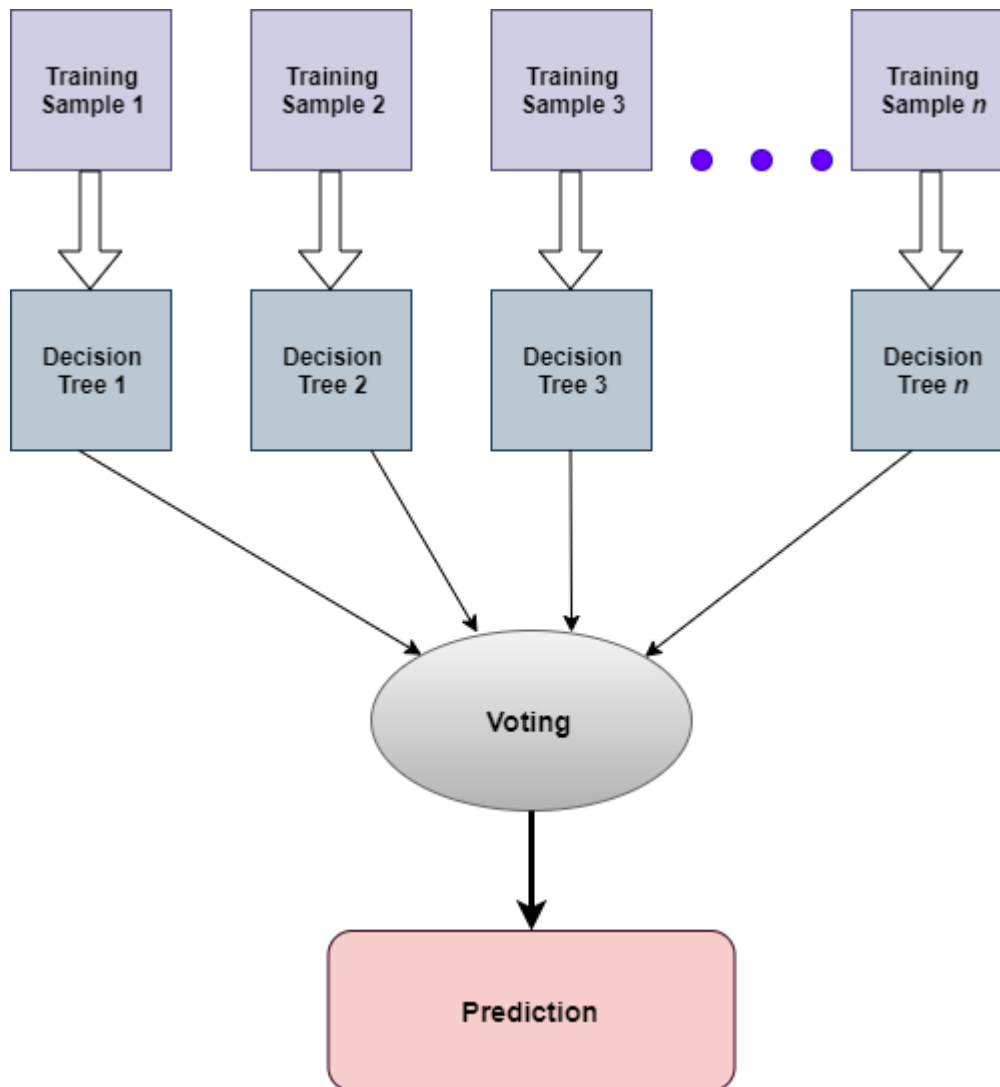 Training
Sample 1
Training
Sample 2
Training
Sample 3
Training
Sample n
Decision
Tree 1
Decision
Tree 2
Decision
Tree 3
Decision
Tree n
Voting
Prediction